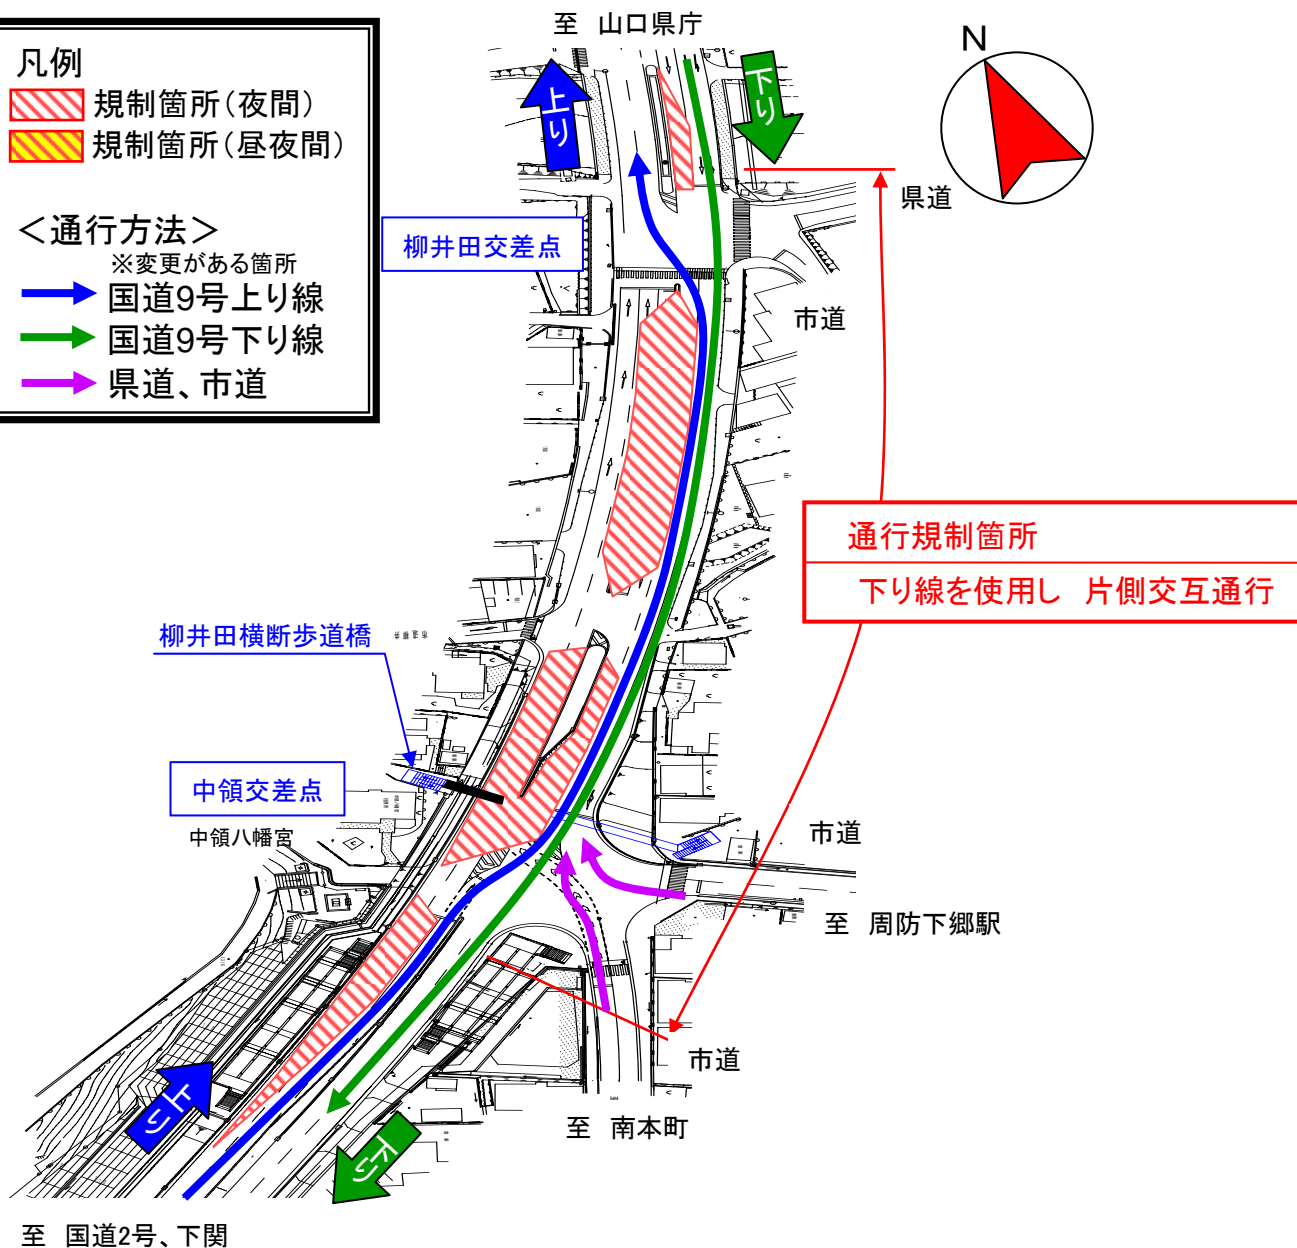 至 山口県庁
凡例
規制箇所（夜間）
規制箇所（昼夜間）
＜通行方法＞
※変更がある箇所
国道9号上り線
国道9号下り線
県道、市道
上り
下り
N
県道
柳井田交差点
市道
通行規制箇所
下り線を使用し 片側交互通行
柳井田横断歩道橋
中領交差点
中領八幡宮
市道
至 周防下郷駅
市道
至 南本町
上り
下り
至 国道2号、下関